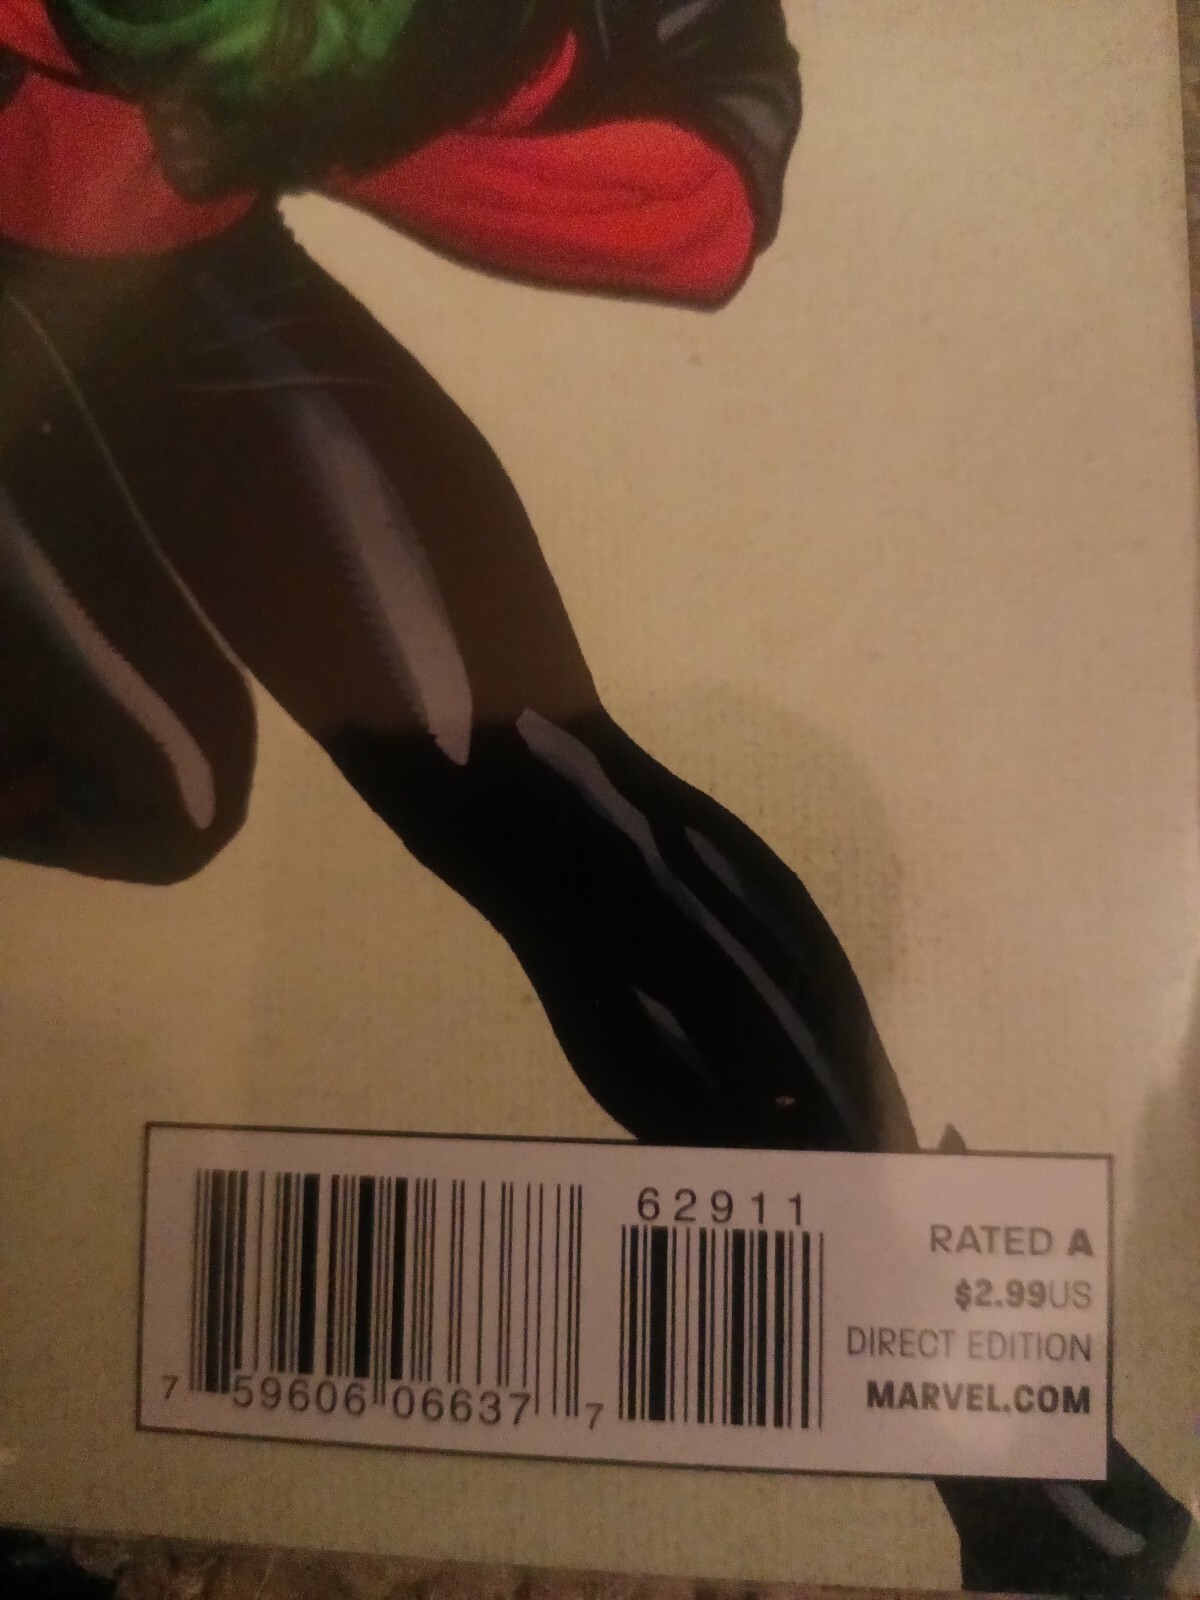 62911
RATED A
$2.99US
DIRECT EDITION
MARVEL.COM
7 59606 06637 7